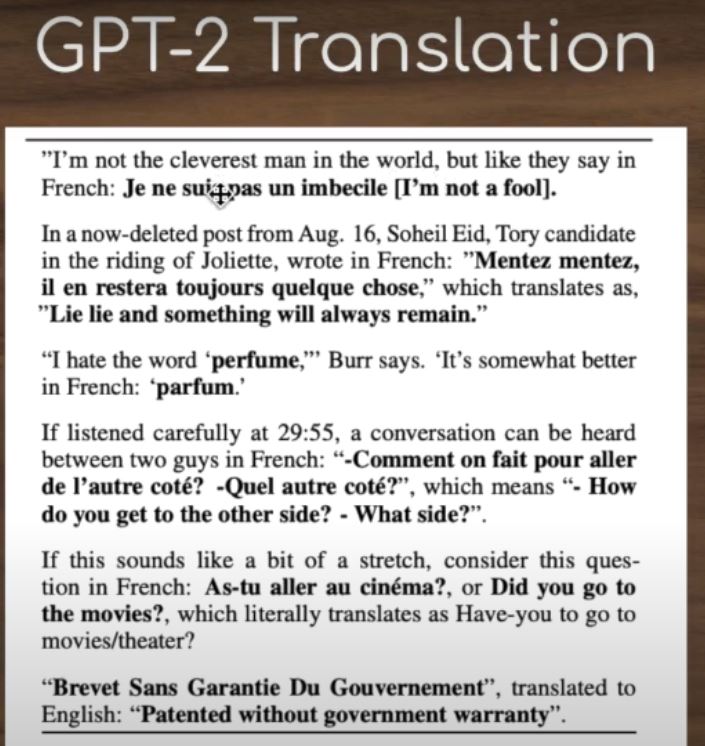 GPT-2 Translation
"I'm not the cleverest man in the world, but like they say in
French: Je ne suis pas un imbecile [I'm not a fool].
In a now-deleted post from Aug. 16, Soheil Eid, Tory candidate
in the riding of Joliette, wrote in French: "Mentez mentez,
il en restera toujours quelque chose," which translates as,
"Lie lie and something will always remain."
"I hate the word 'perfume,'" Burr says. 'It's somewhat better
in French: 'parfum.'
If listened carefully at 29:55, a conversation can be heard
between two guys in French: "-Comment on fait pour aller
de l'autre coté? -Quel autre coté?", which means "- How
do you get to the other side? - What side?".
If this sounds like a bit of a stretch, consider this ques-
tion in French: As-tu aller au cinéma?, or Did you go to
the movies?, which literally translates as Have-you to go to
movies/theater?
"Brevet Sans Garantie Du Gouvernement", translated to
English: "Patented without government warranty".